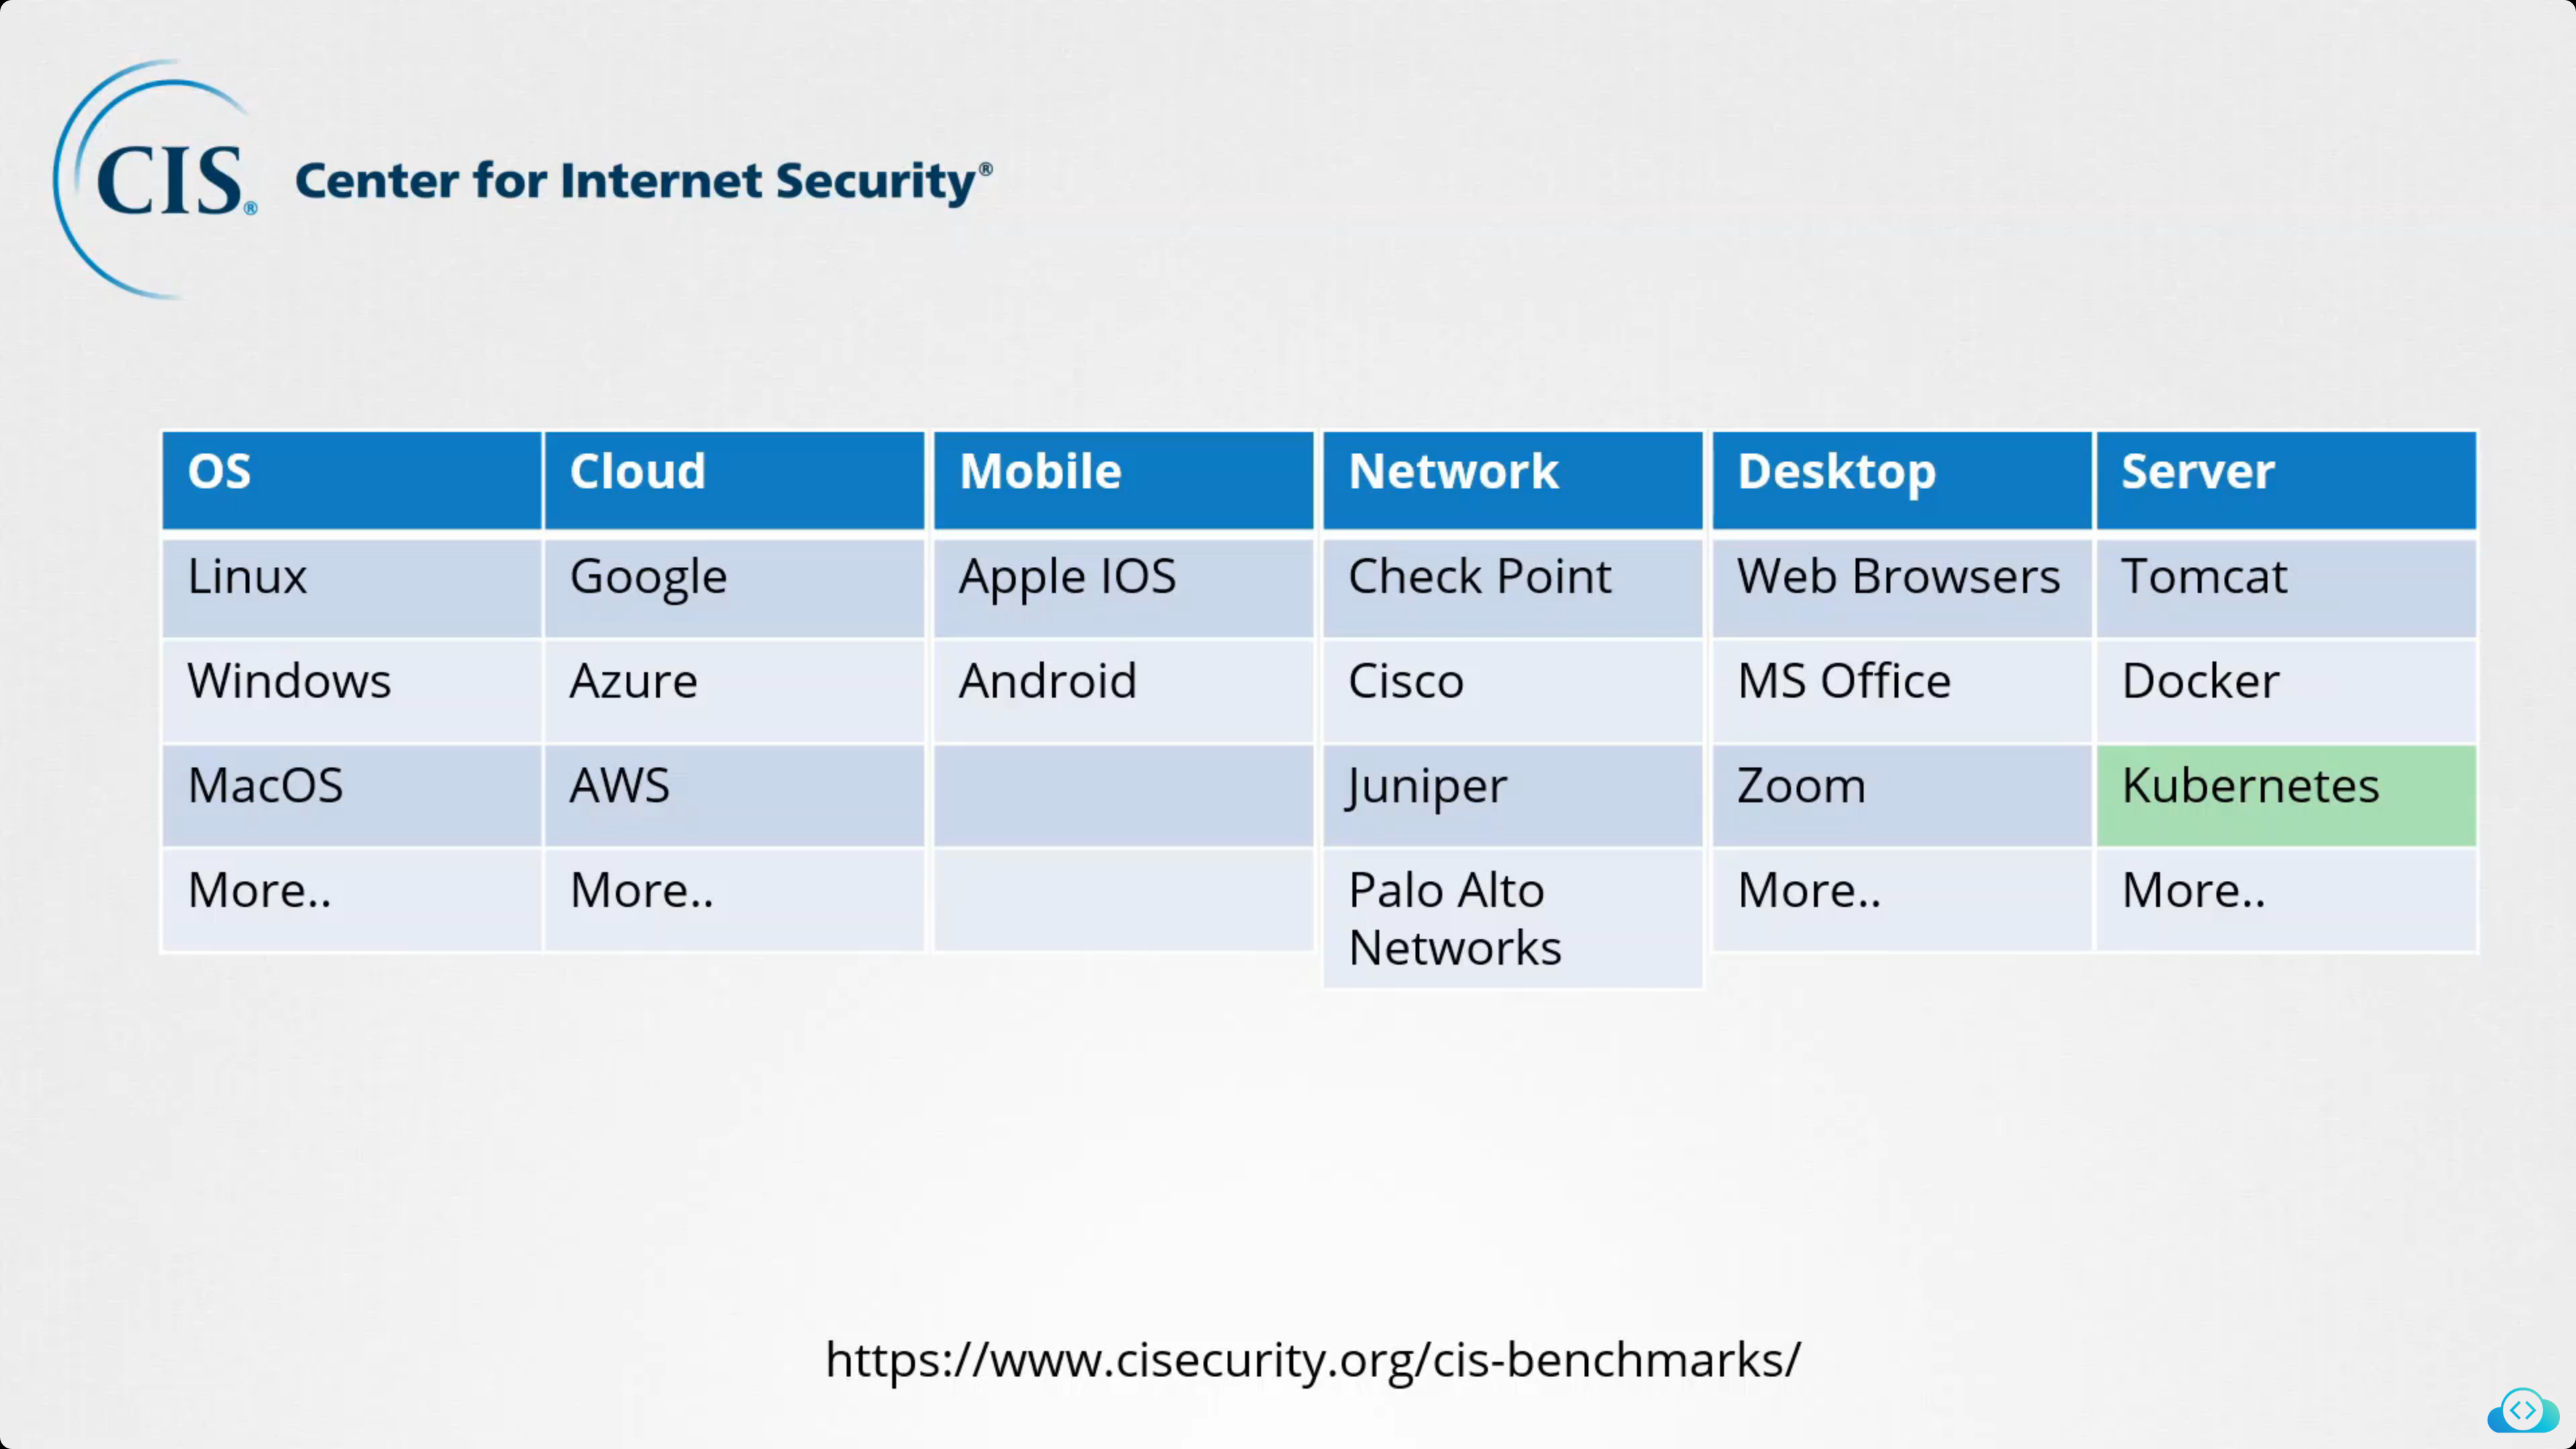 CIS® Center for Internet Security®
OS Cloud Mobile Network Desktop Server
Linux Google Apple IOS Check Point Web Browsers Tomcat
Windows Azure Android Cisco MS Office Docker
MacOS AWS Juniper Zoom Kubernetes
More.. More.. Palo Alto More.. More..
Networks
https://www.cisecurity.org/cis-benchmarks/